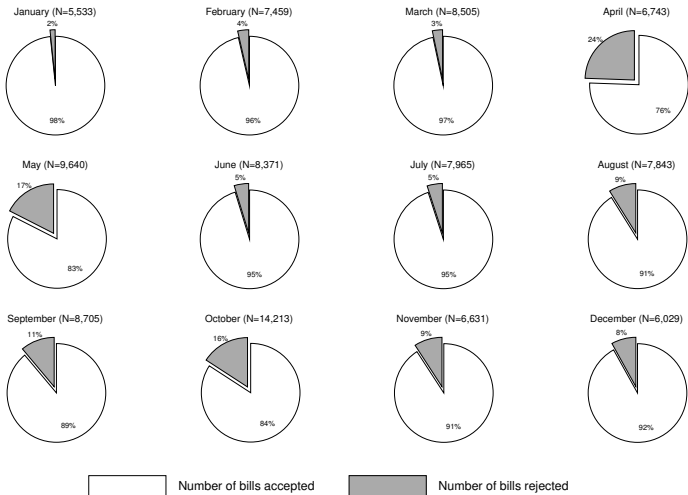 January (N=5,533)
2%
98%
February (N=7,459)
4%
96%
March (N=8,505)
3%
97%
April (N=6,743)
24%
76%
May (N=9,640)
17%
83%
June (N=8,371)
5%
95%
July (N=7,965)
5%
95%
August (N=7,843)
9%
91%
September (N=8,705)
11%
89%
October (N=14,213)
16%
84%
November (N=6,631)
9%
91%
December (N=6,029)
8%
92%
Number of bills accepted
Number of bills rejected